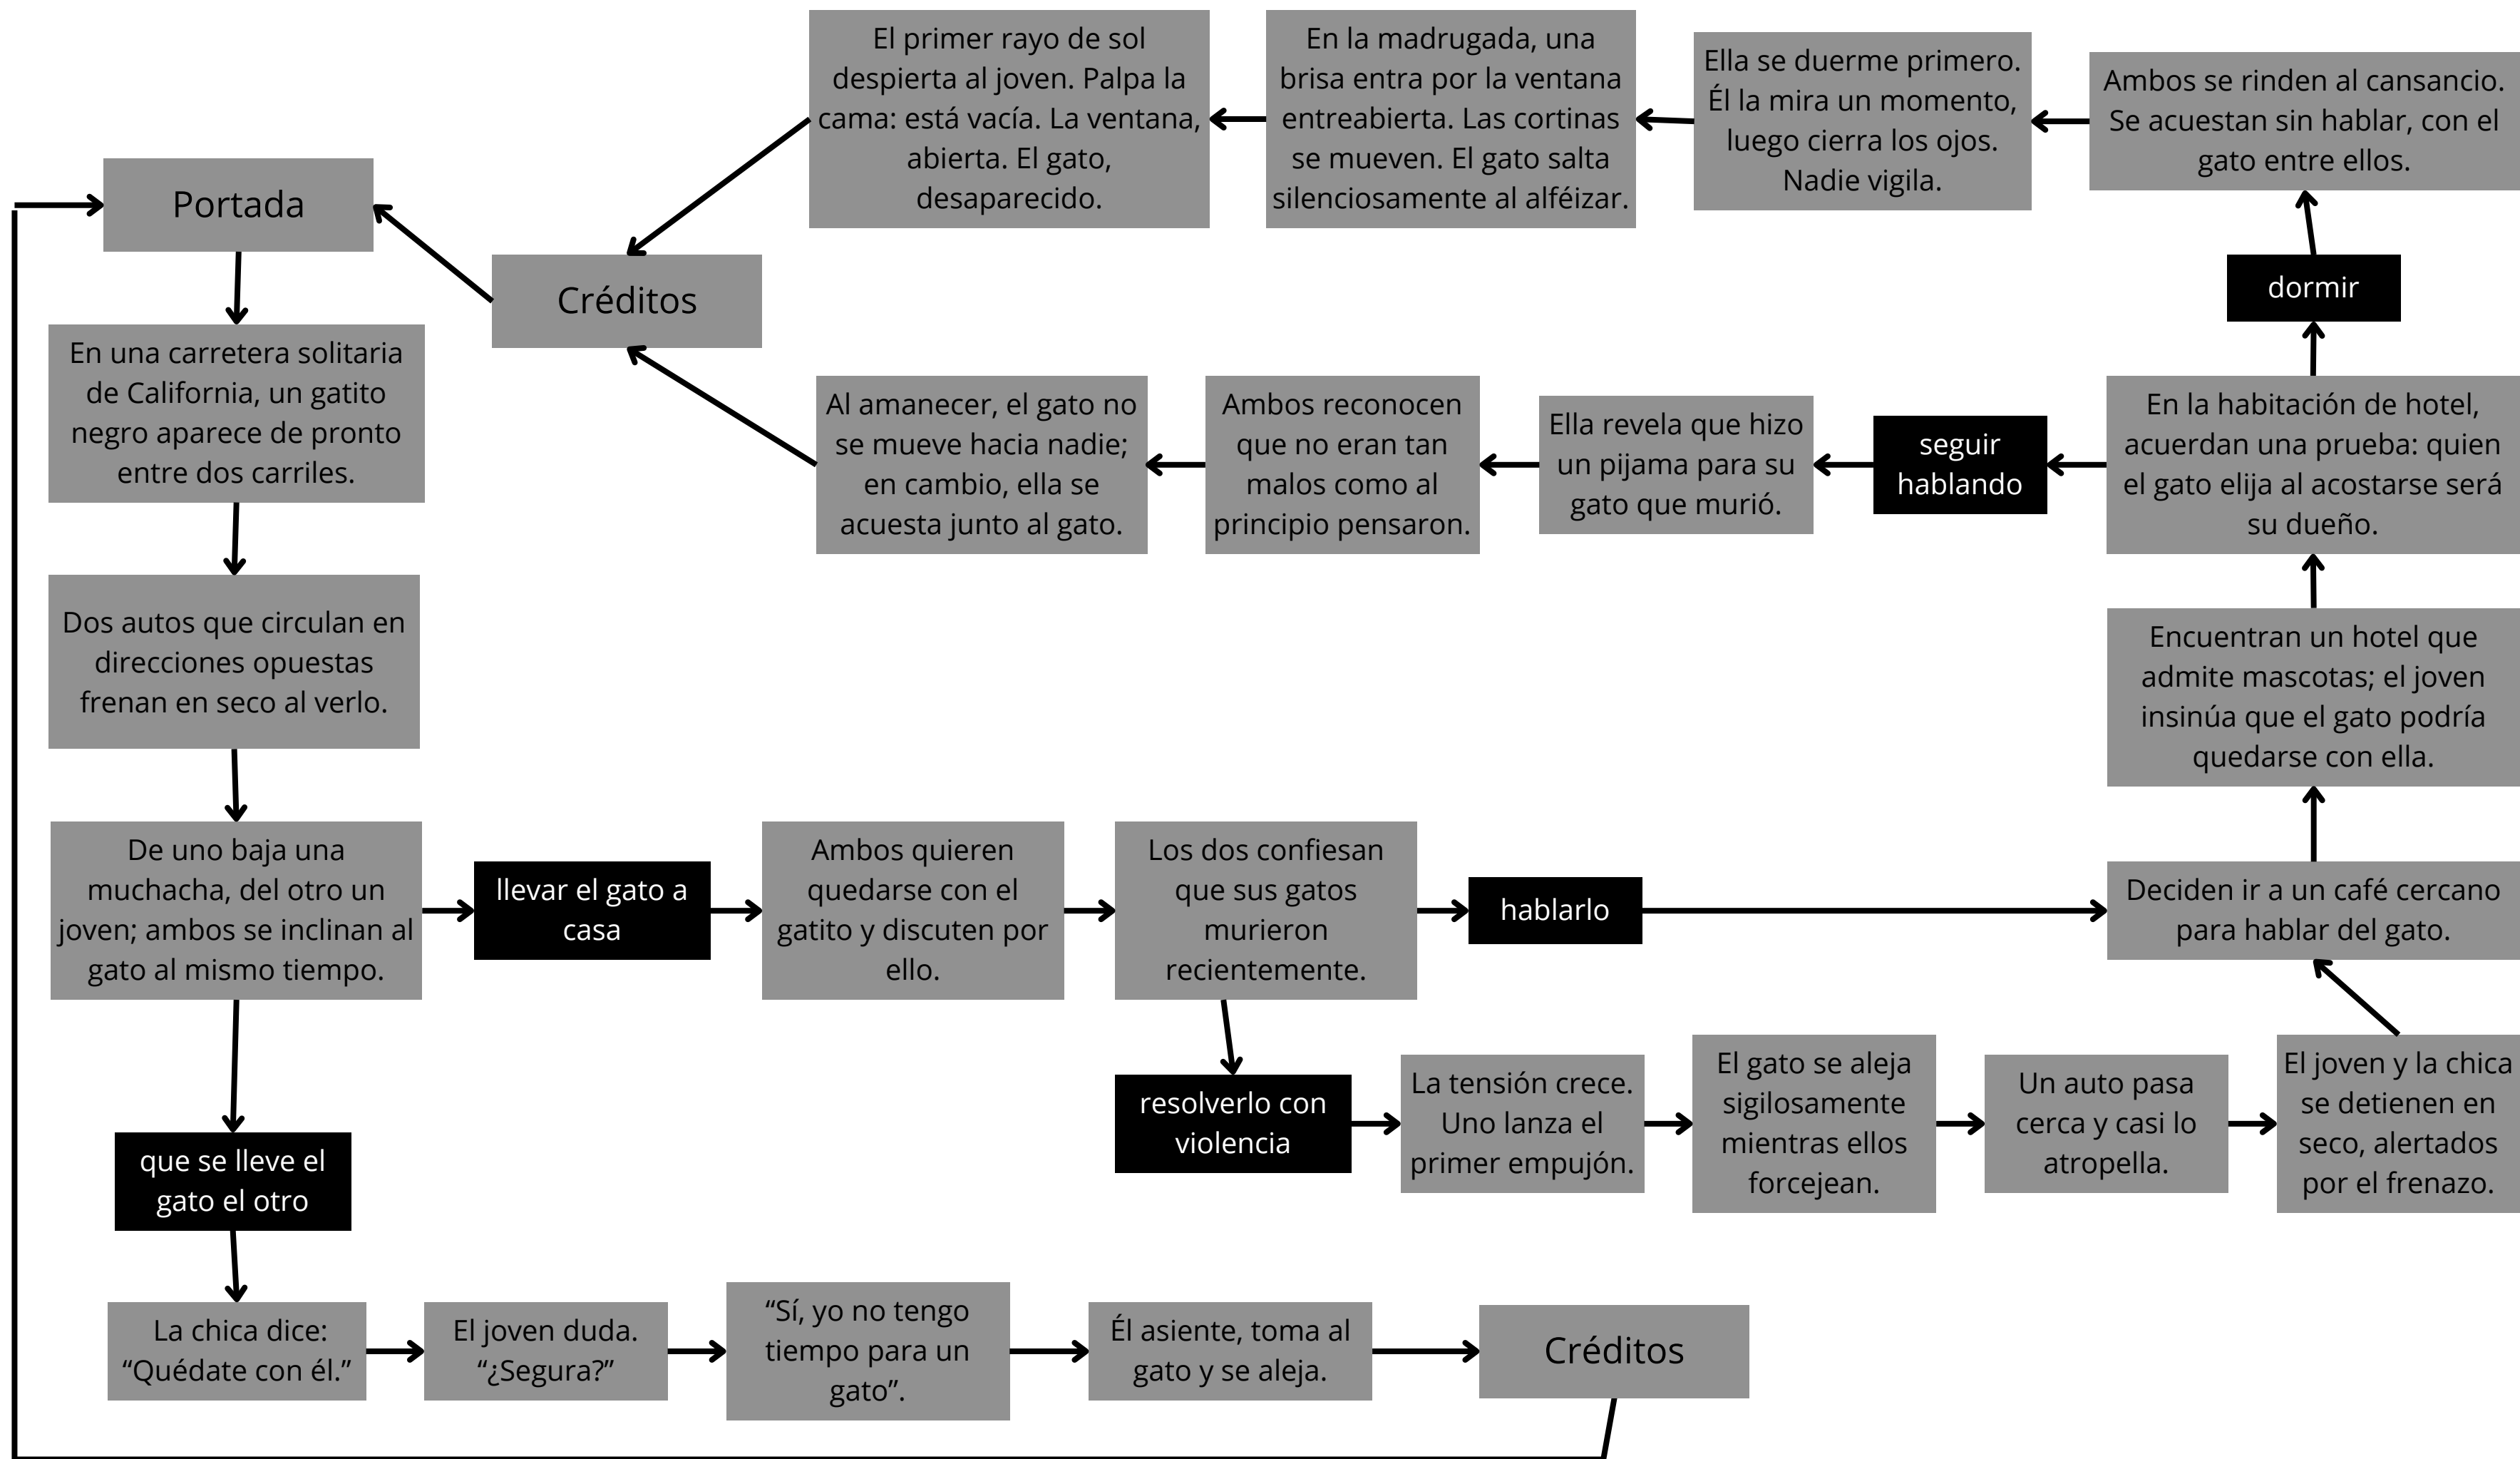 Portada
En una carretera solitaria
de California, un gatito
negro aparece de pronto
entre dos carriles.
Dos autos que circulan en
direcciones opuestas
frenan en seco al verlo.
De uno baja una
muchacha, del otro un
joven; ambos se inclinan al
gato al mismo tiempo.
llevar el gato a
casa
Ambos quieren
quedarse con el
gatito y discuten por
ello.
Los dos confiesan
que sus gatos
murieron
recientemente.
hablarlo
Deciden ir a un café cercano
para hablar del gato.
resolverlo con
violencia
La tensión crece.
Uno lanza el
primer empujón.
El gato se aleja
sigilosamente
mientras ellos
forcejean.
Un auto pasa
cerca y casi lo
atropella.
El joven y la chica
se detienen en
seco, alertados
por el frenazo.
Encuentran un hotel que
admite mascotas; el joven
insinúa que el gato podría
quedarse con ella.
En la habitación de hotel,
acuerdan una prueba: quien
el gato elija al acostarse será
su dueño.
seguir
hablando
Ella revela que hizo
un pijama para su
gato que murió.
Ambos reconocen
que no eran tan
malos como al
principio pensaron.
Al amanecer, el gato no
se mueve hacia nadie;
en cambio, ella se
acuesta junto al gato.
dormir
Ambos se rinden al cansancio.
Se acuestan sin hablar, con el
gato entre ellos.
Ella se duerme primero.
Él la mira un momento,
luego cierra los ojos.
Nadie vigila.
En la madrugada, una
brisa entra por la ventana
entreabierta. Las cortinas
se mueven. El gato salta
silenciosamente al alféizar.
El primer rayo de sol
despierta al joven. Palpa la
cama: está vacía. La ventana,
abierta. El gato,
desaparecido.
Créditos
que se lleve el
gato el otro
La chica dice:
“Quédate con él.”
El joven duda.
“¿Segura?”
“Sí, yo no tengo
tiempo para un
gato”.
Él asiente, toma al
gato y se aleja.
Créditos